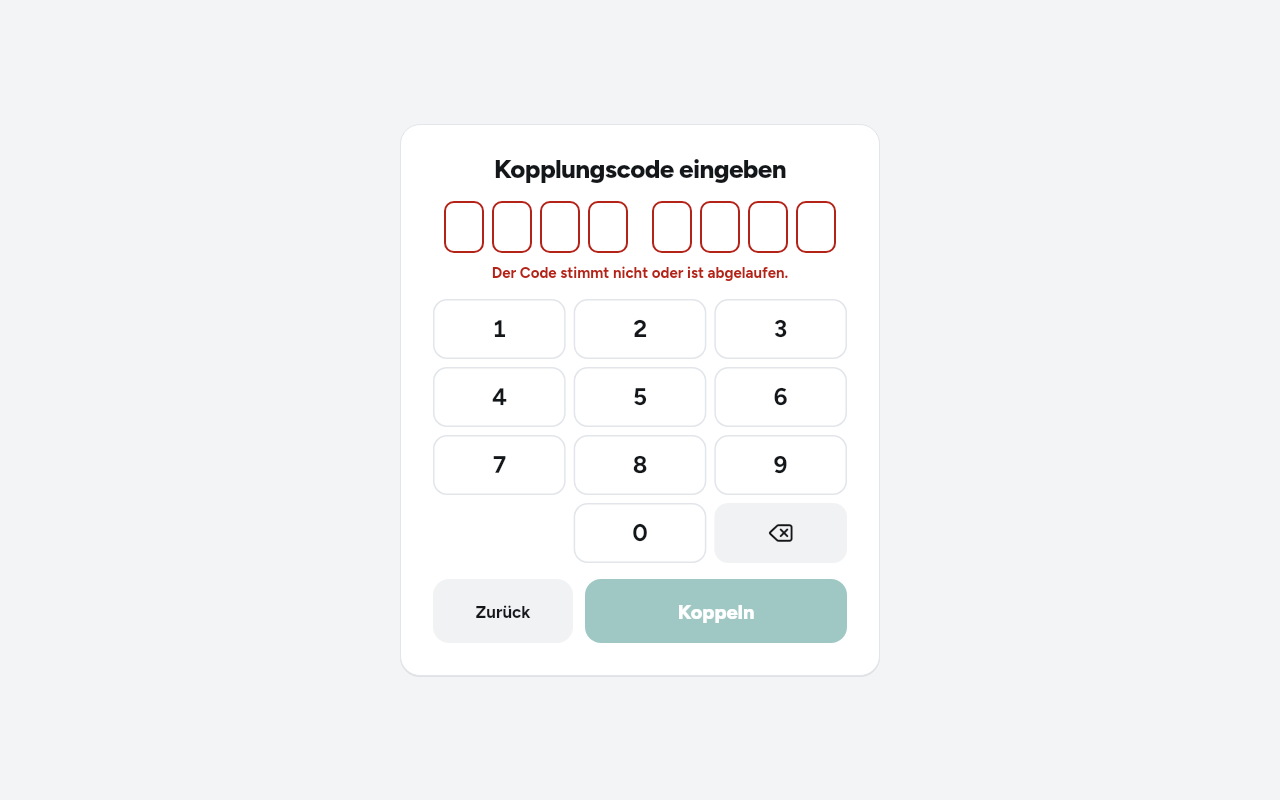 Kopplungscode eingeben
Der Code stimmt nicht oder ist abgelaufen.
1 2 3
4 5 6
7 8 9
0
Zurück Koppeln